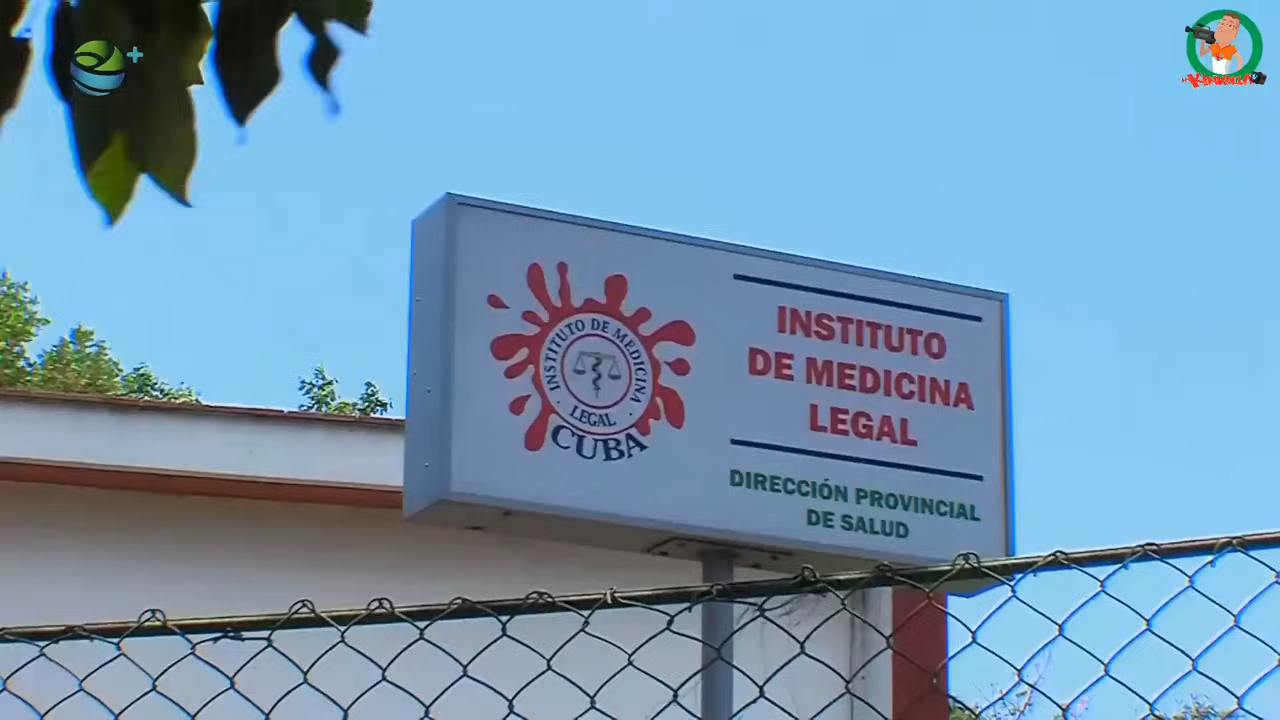 INSTITUTO
DE MEDICINA
LEGAL
DIRECCIÓN PROVINCIAL
DE SALUD
INSTITUTO DE MEDICINA
· LEGAL ·
CUBA